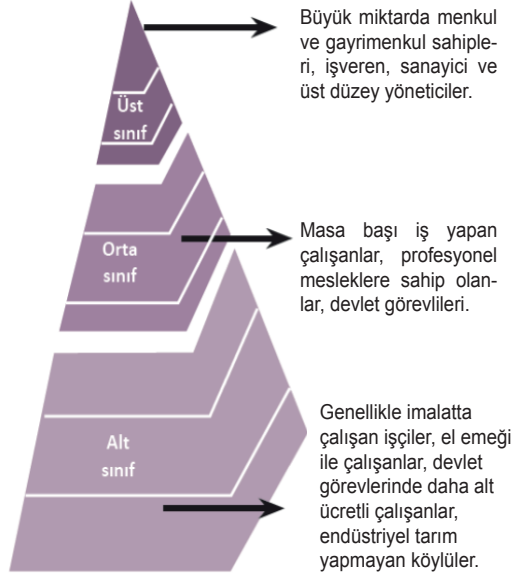 Büyük miktarda menkul
ve gayrimenkul sahiple-
ri, işveren, sanayici ve
üst düzey yöneticiler.
Üst
sınıf
Masa başı iş yapan
çalışanlar, profesyonel
mesleklere sahip olan-
lar, devlet görevlileri.
Orta
sınıf
Genellikle imalatta
çalışan işçiler, el emeği
ile çalışanlar, devlet
görevlerinde daha alt
ücretli çalışanlar,
endüstriyel tarım
yapmayan köylüler.
Alt
sınıf